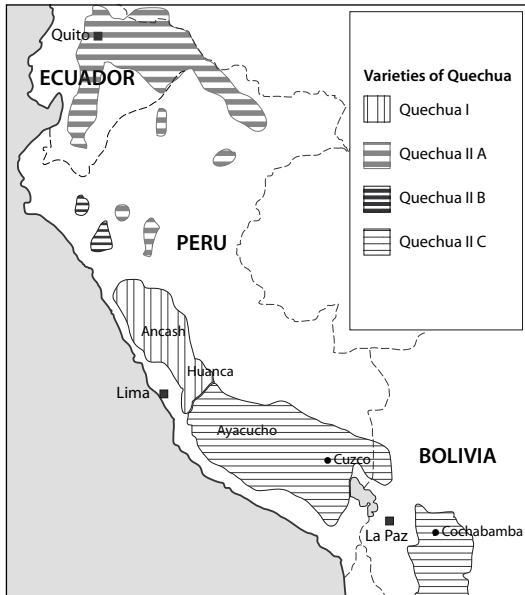 Quito
ECUADOR
Varieties of Quechua
Quechua I
Quechua II A
Quechua II B
Quechua II C
PERU
Ancash
Huanca
Lima
Ayacucho
Cuzco
BOLIVIA
La Paz
Cochabamba